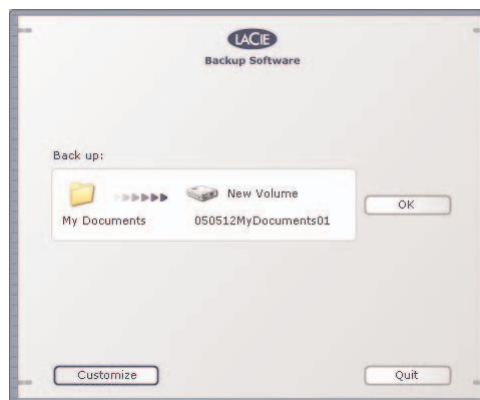 LACIE
Backup Software
Back up:
New Volume
My Documents
050512MyDocuments01
OK
Customize
Quit